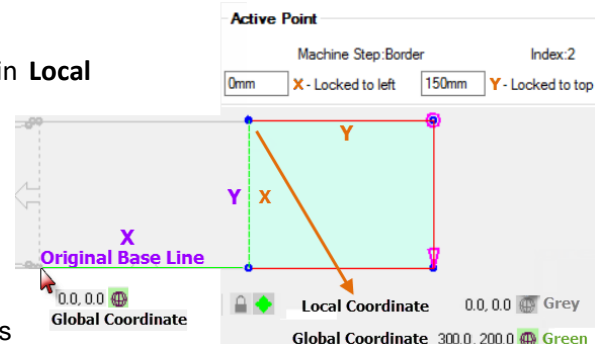 Active Point
Machine Step:Border Index:2
in Local
0mm X - Locked to left 150mm Y - Locked to top
Y
Y X
X
Original Base Line
0.0, 0.0
Global Coordinate
Local Coordinate 0.0, 0.0 Grey
s
Global Coordinate 300.0, 200.0 Green